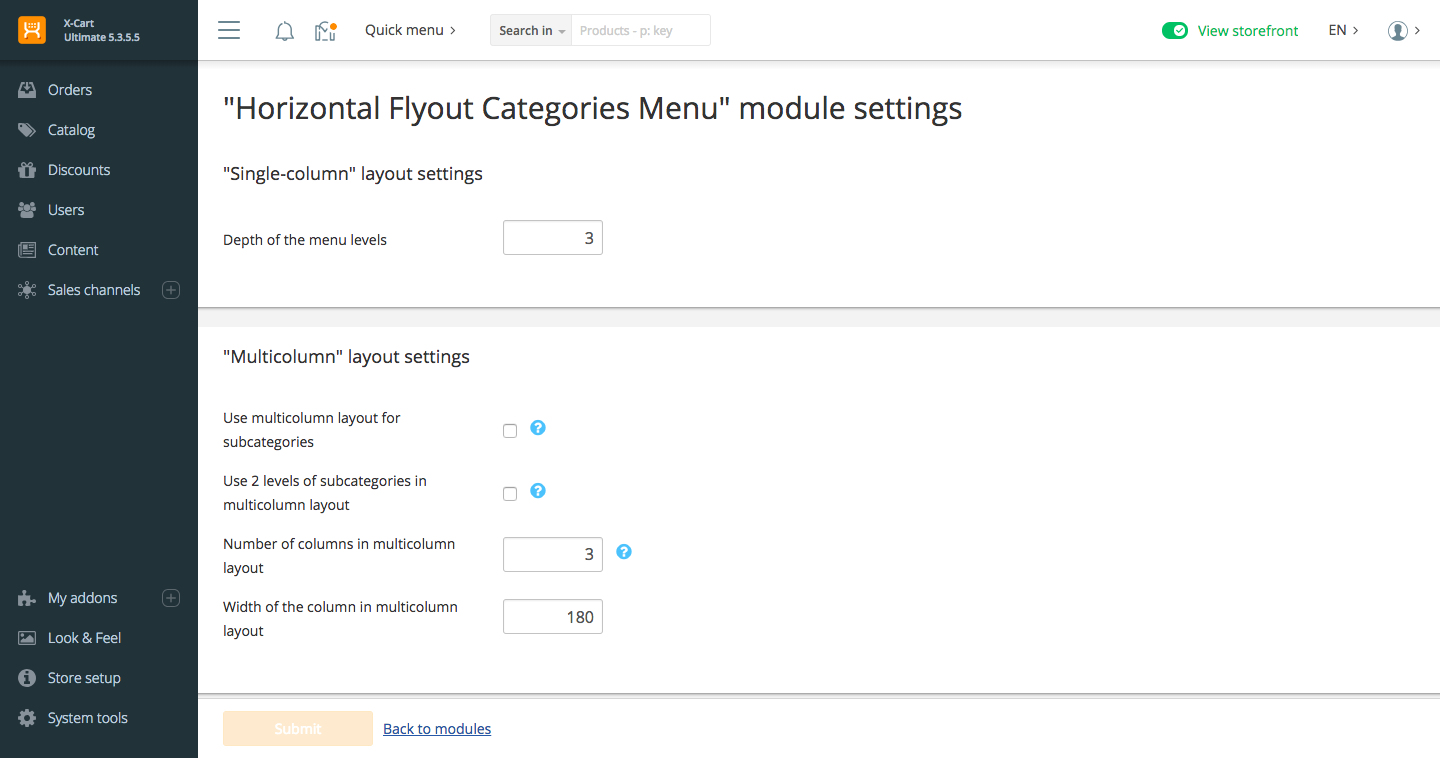 X-Cart
Ultimate 5.3.5.5
Quick menu
Search in
Products - p: key
View storefront
EN
Orders
Catalog
Discounts
Users
Content
Sales channels
My addons
Look & Feel
Store setup
System tools
"Horizontal Flyout Categories Menu" module settings
"Single-column" layout settings
Depth of the menu levels
3
"Multicolumn" layout settings
Use multicolumn layout for
subcategories
?
Use 2 levels of subcategories in
multicolumn layout
?
Number of columns in multicolumn
layout
3
?
Width of the column in multicolumn
layout
180
Submit
Back to modules